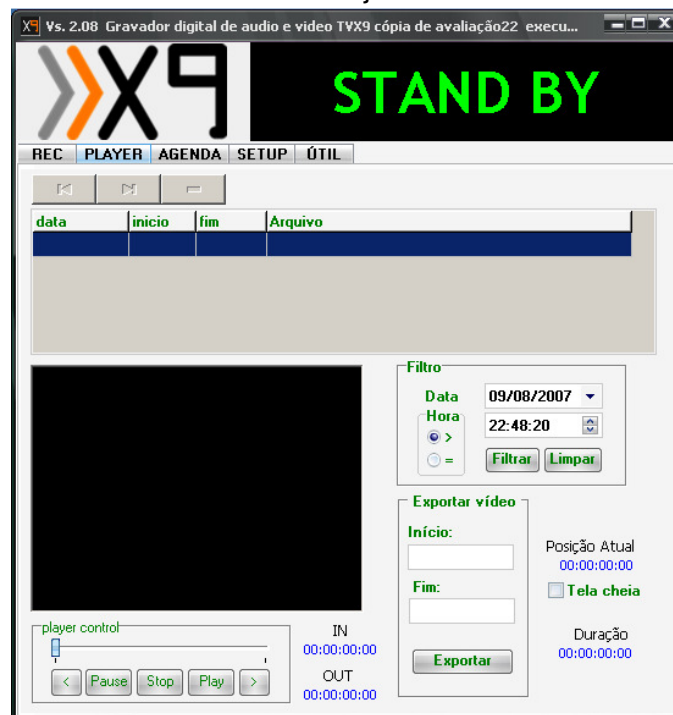 Vs. 2.08 Gravador digital de audio e video TVX9 cópia de avaliação22 execu...
X9
STAND BY
REC PLAYER AGENDA SETUP ÚTIL
data inicio fim Arquivo
Filtro
Data 09/08/2007
Hora 22:48:20
>
=
Filtrar Limpar
Exportar vídeo
Início:
Posição Atual
00:00:00:00
Fim:
Tela cheia
player control
IN
00:00:00:00
Duração
00:00:00:00
Exportar
< Pause Stop Play >
OUT
00:00:00:00